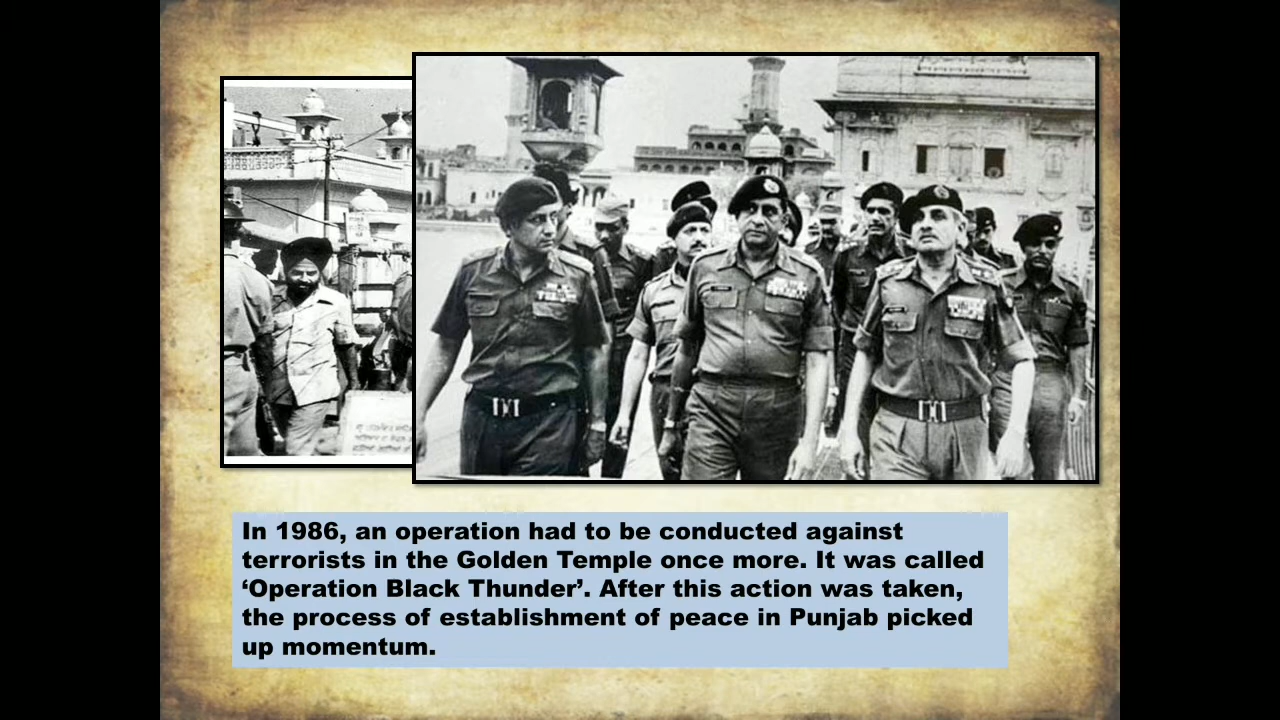 In 1986, an operation had to be conducted against
terrorists in the Golden Temple once more. It was called
‘Operation Black Thunder’. After this action was taken,
the process of establishment of peace in Punjab picked
up momentum.